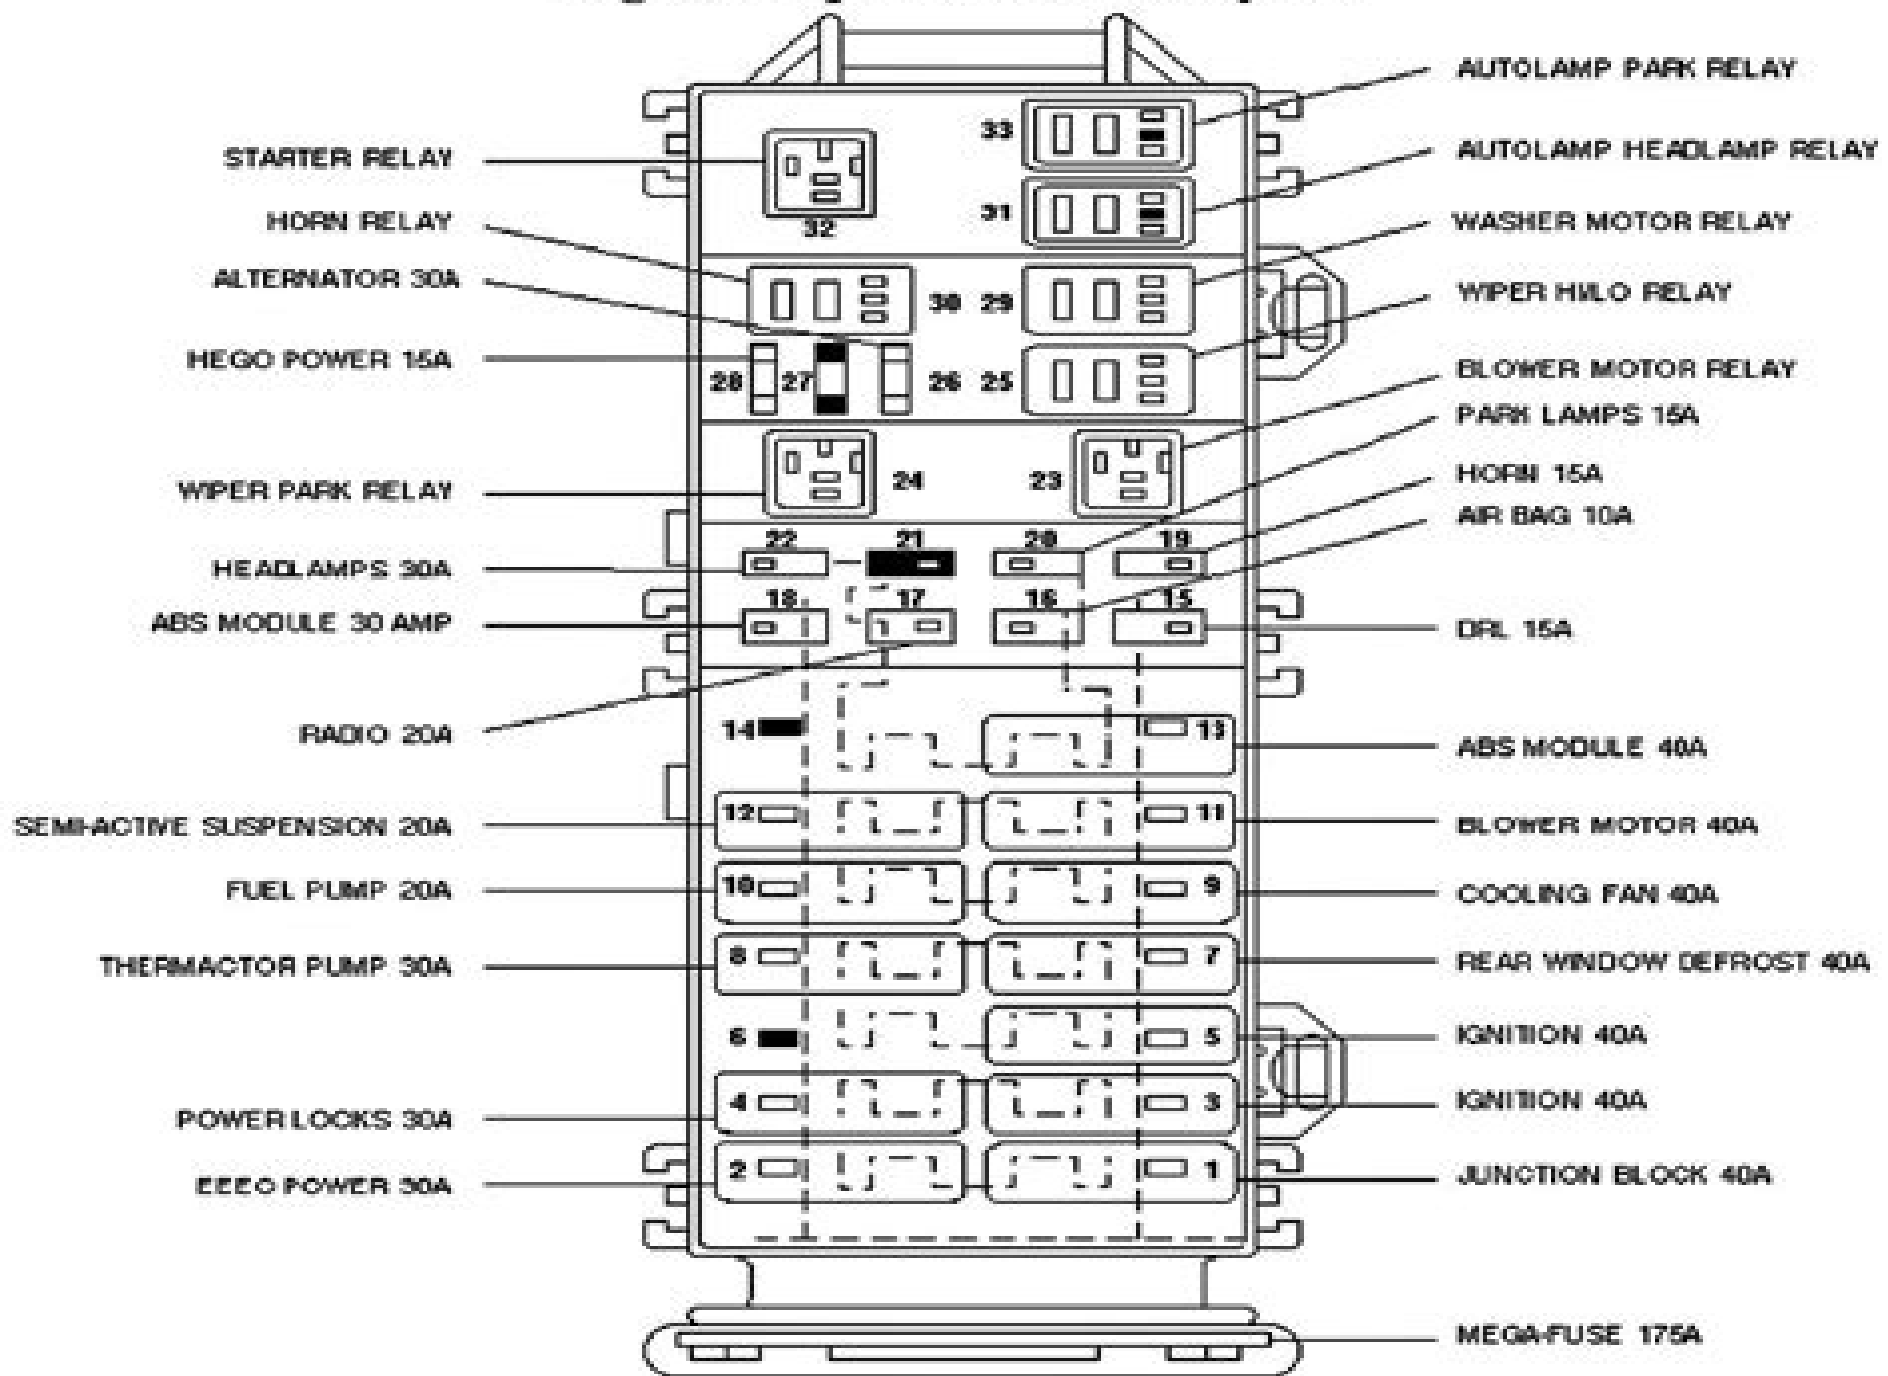 AUTOLAMP PARK RELAY
33
STARTER RELAY
AUTOLAMP HEADLAMP RELAY
31
32
HORN RELAY
WASHER MOTOR RELAY
ALTERNATOR 30A
30 29
WIPER HI/LO RELAY
HEGO POWER 15A
28 27 26 25
BLOWER MOTOR RELAY
PARK LAMPS 15A
WIPER PARK RELAY
24 23
HORN 15A
AIR BAG 10A
22 21 20 19
HEADLAMPS 30A
18 17 16 15
ABS MODULE 30 AMP
DRL 15A
RADIO 20A
14 13
ABS MODULE 40A
SEMI-ACTIVE SUSPENSION 20A
12 11
BLOWER MOTOR 40A
FUEL PUMP 20A
10 9
COOLING FAN 40A
THERMACTOR PUMP 30A
8 7
REAR WINDOW DEFROST 40A
6 5
IGNITION 40A
POWER LOCKS 30A
4 3
IGNITION 40A
EEEC POWER 30A
2 1
JUNCTION BLOCK 40A
MEGA-FUSE 175A